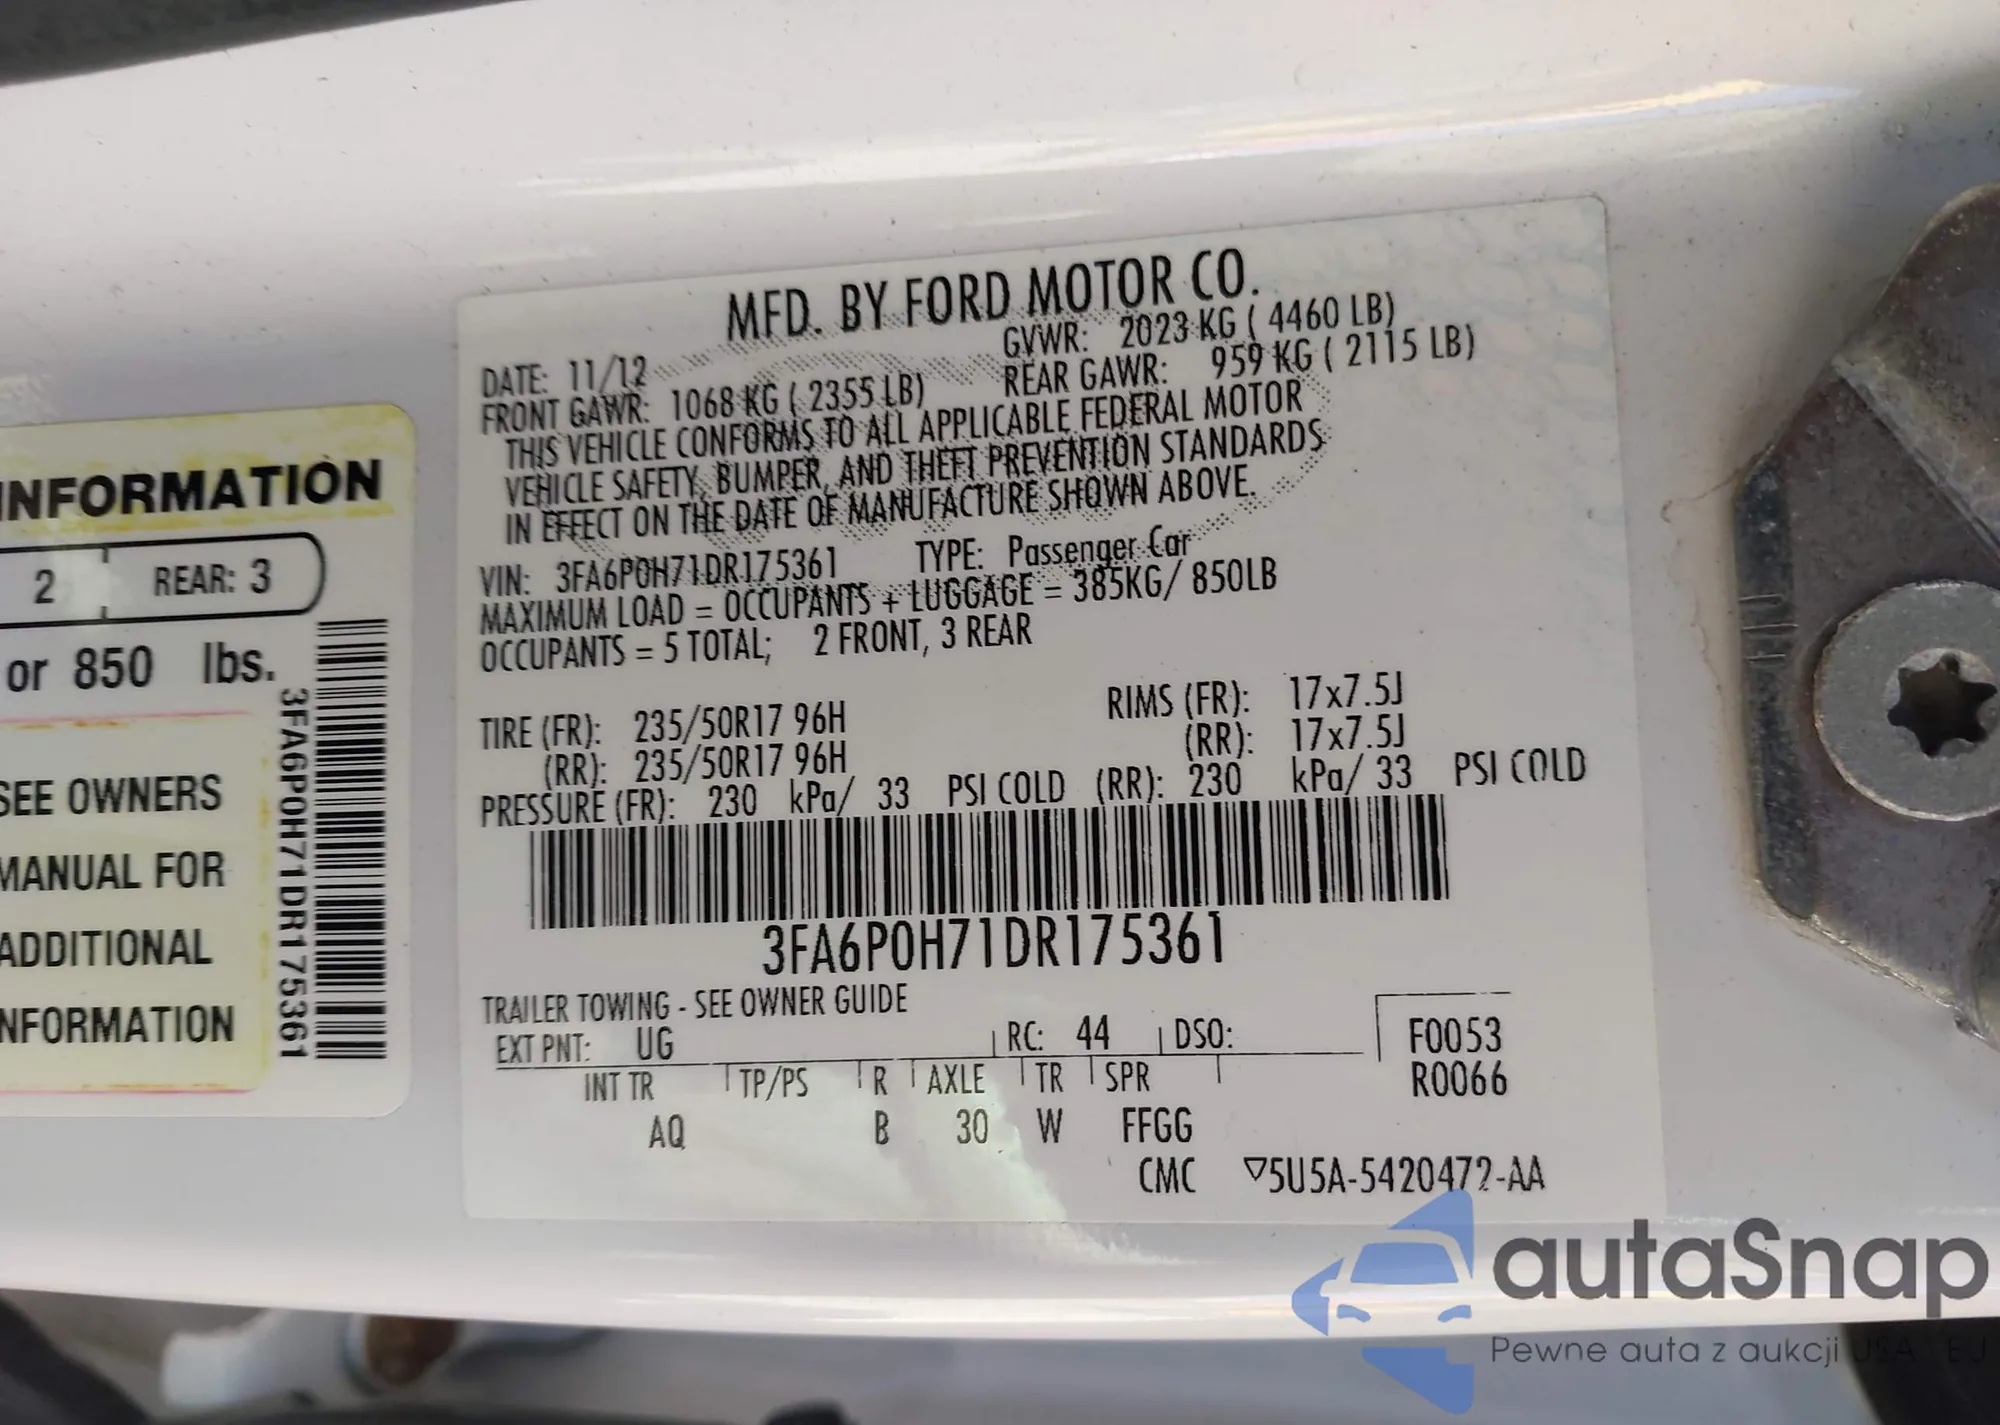 INFORMATION
2 REAR: 3
or 850 lbs.
SEE OWNERS
MANUAL FOR
ADDITIONAL
INFORMATION
3FA6P0H71DR175361
MFD. BY FORD MOTOR CO.
DATE: 11/12 GVWR: 2023 KG ( 4460 LB)
FRONT GAWR: 1068 KG ( 2355 LB) REAR GAWR: 959 KG ( 2115 LB)
THIS VEHICLE CONFORMS TO ALL APPLICABLE FEDERAL MOTOR
VEHICLE SAFETY, BUMPER, AND THEFT PREVENTION STANDARDS
IN EFFECT ON THE DATE OF MANUFACTURE SHOWN ABOVE.
VIN: 3FA6P0H71DR175361 TYPE: Passenger Car
MAXIMUM LOAD = OCCUPANTS + LUGGAGE = 385KG/ 850LB
OCCUPANTS = 5 TOTAL; 2 FRONT, 3 REAR
TIRE (FR): 235/50R17 96H RIMS (FR): 17x7.5J
(RR): 235/50R17 96H (RR): 17x7.5J
PRESSURE (FR): 230 kPa/ 33 PSI COLD (RR): 230 kPa/ 33 PSI COLD
3FA6P0H71DR175361
TRAILER TOWING - SEE OWNER GUIDE
EXT PNT: UG RC: 44 DSO: F0053
INT TR TP/PS R AXLE TR SPR R0066
AQ B 30 W FFGG
CMC ▽5U5A-5420472-AA
autaSnap
Pewne auta z aukcji USA i EU